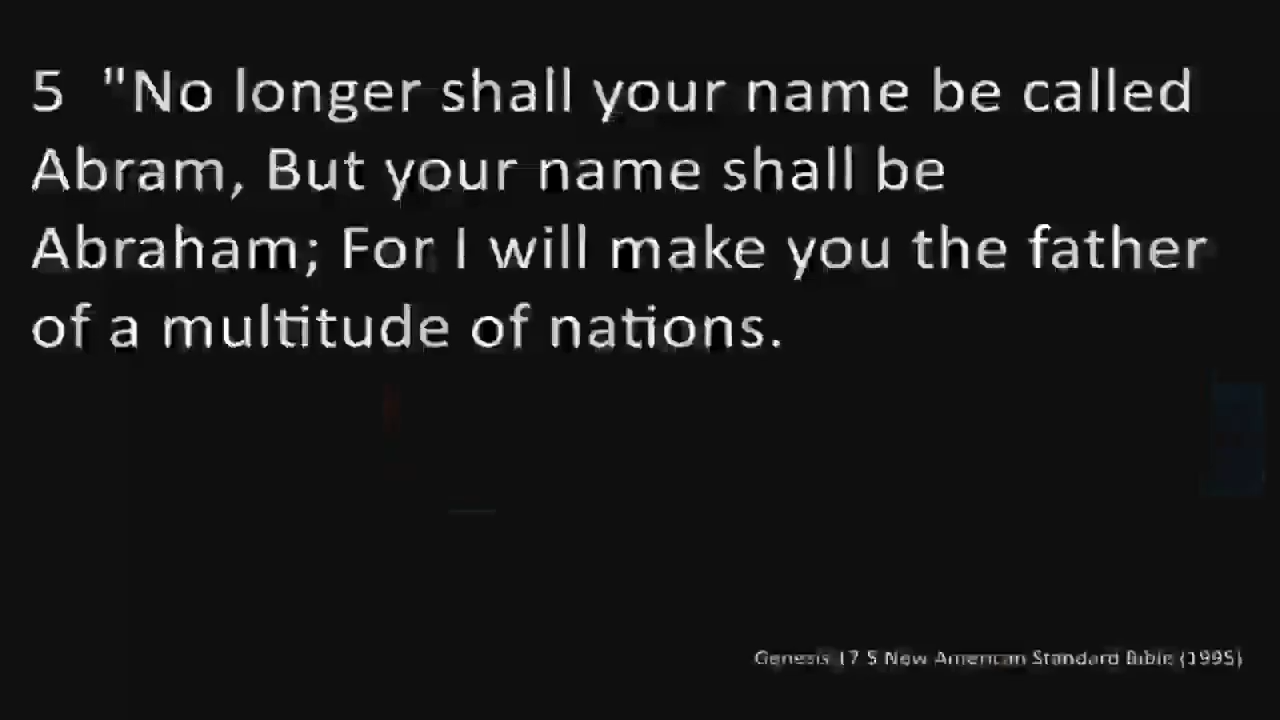 5 "No longer shall your name be called
Abram, But your name shall be
Abraham; For I will make you the father
of a multitude of nations.
Genesis 17 5 New American Standard Bible (1995)